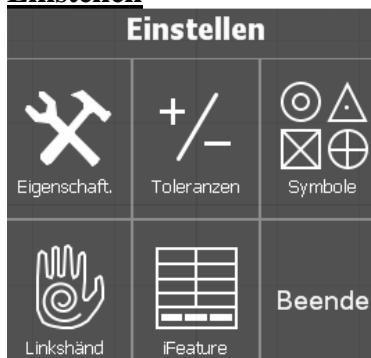 Einstellen
Einstellen
Eigenschaft.
Toleranzen
Symbole
Linkshänd
iFeature
Beende